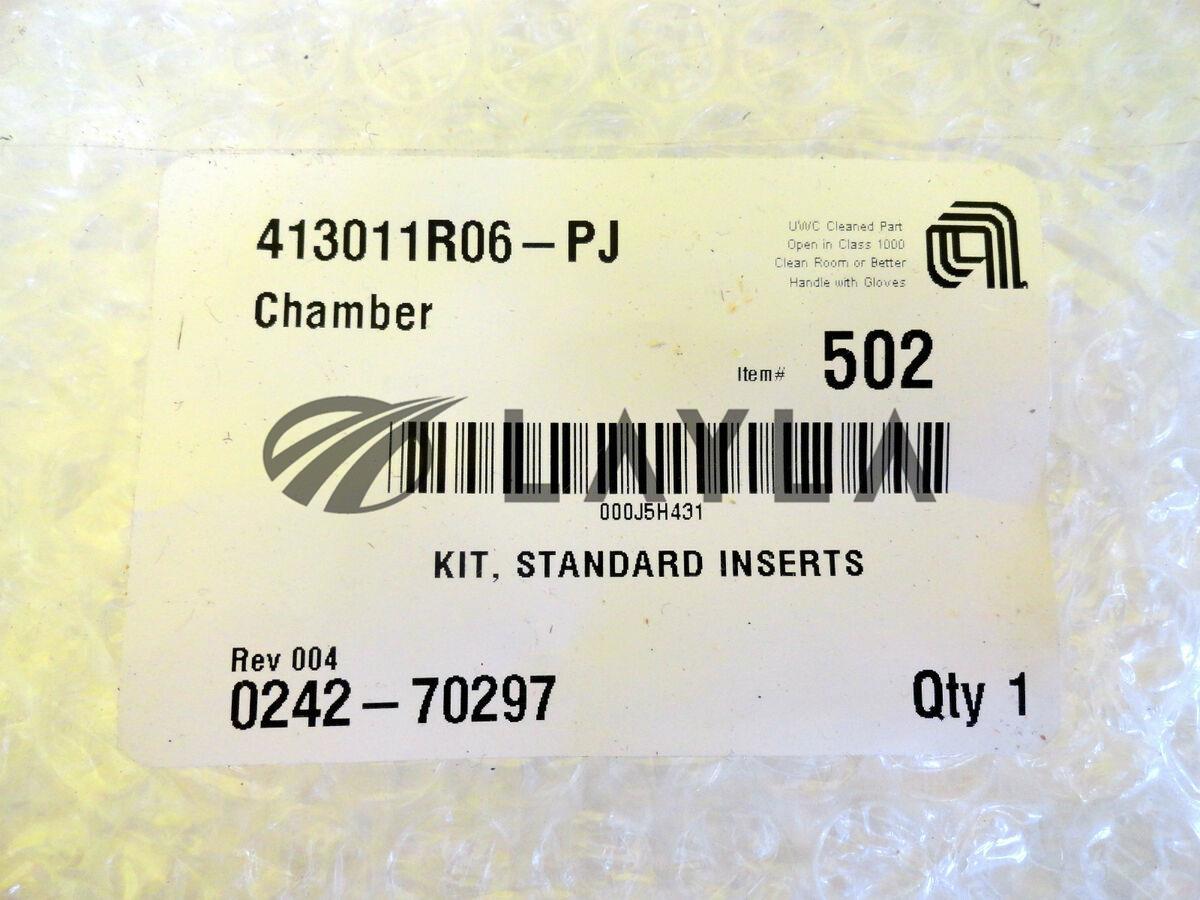 413011R06-PJ
UWC Cleaned Part
Open in Class 1000
Clean Room or Better
Handle with Gloves
Chamber
Item# 502
LAYLA
000J5H431
KIT, STANDARD INSERTS
Rev 004
0242-70297
Qty 1